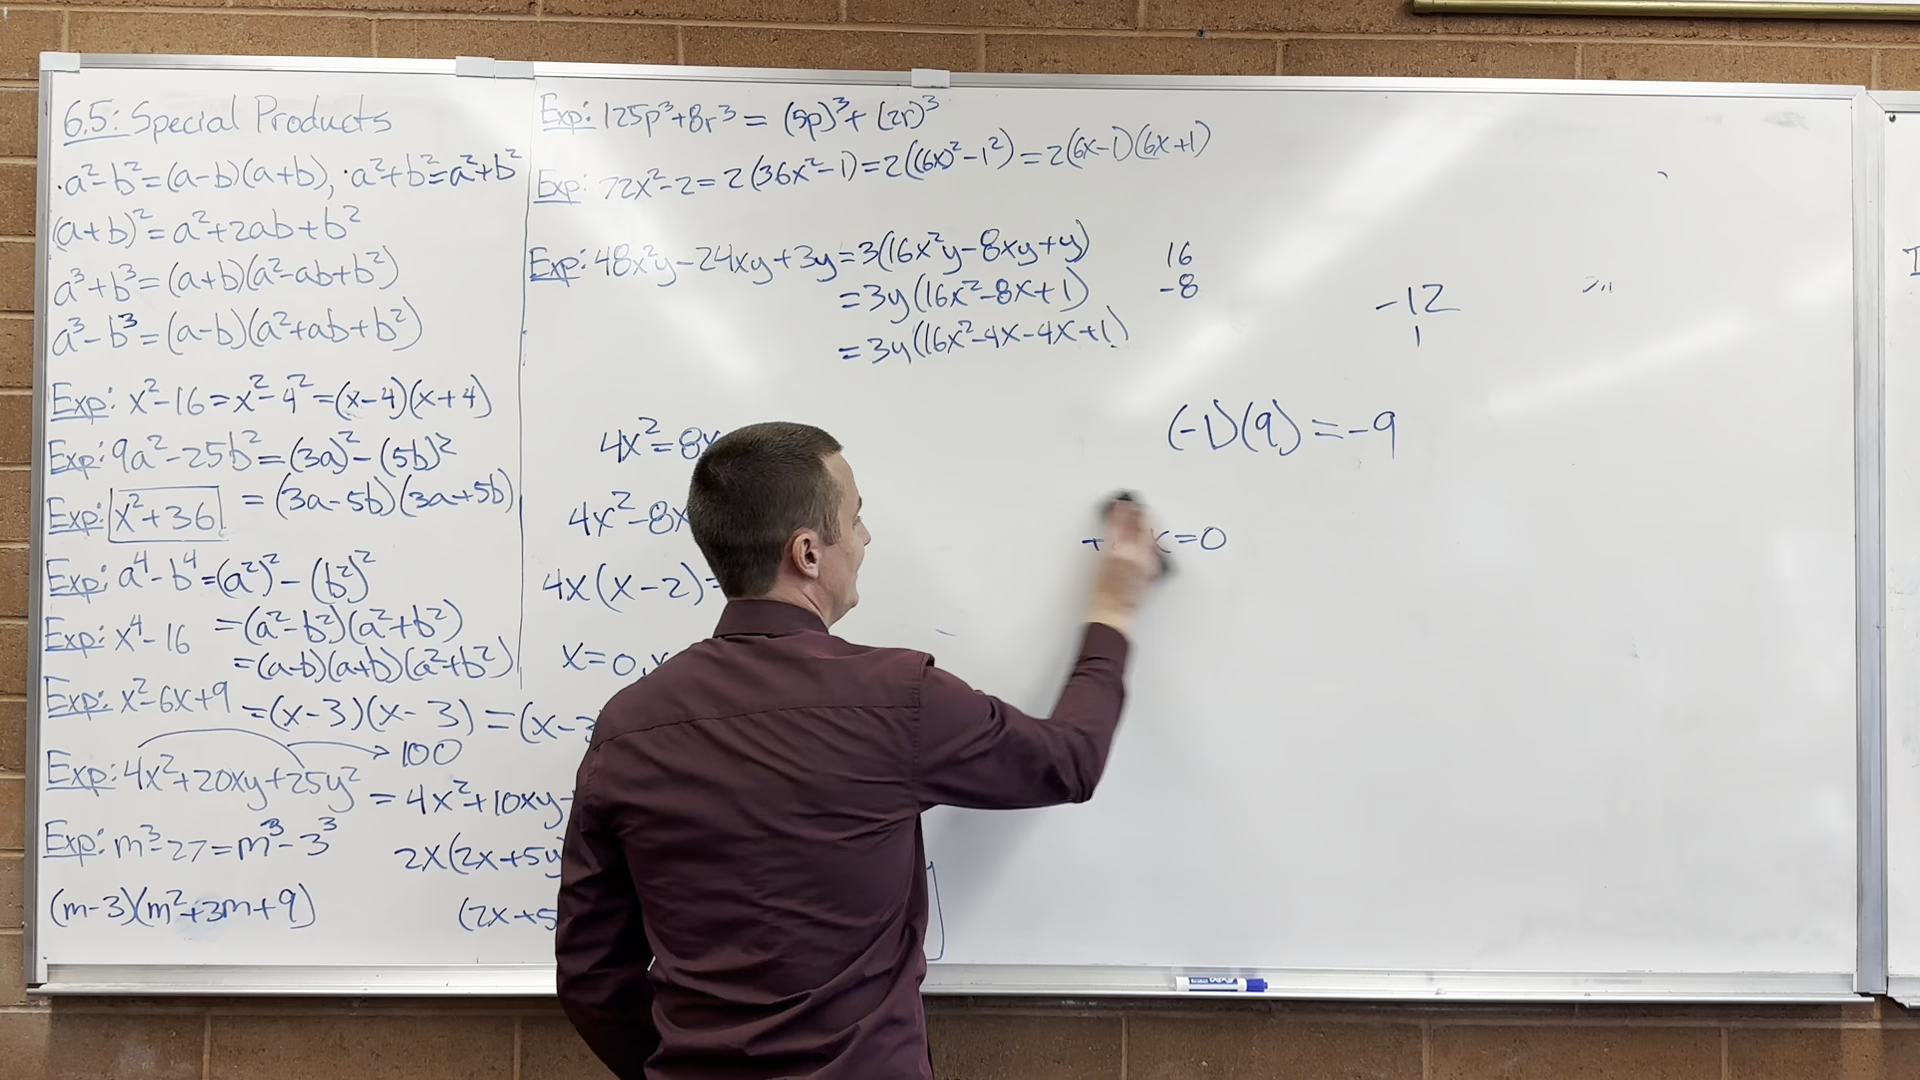 6.5: Special Products
·a²-b²=(a-b)(a+b), ·a²+b²=a²+b²
(a+b)²=a²+2ab+b²
a³+b³=(a+b)(a²-ab+b²)
a³-b³=(a-b)(a²+ab+b²)
Exp: x²-16=x²-4²=(x-4)(x+4)
Exp: 9a²-25b²=(3a)²-(5b)²
=(3a-5b)(3a+5b)
Exp: x²+36
Exp: a⁴-b⁴=(a²)²-(b²)²
=(a²-b²)(a²+b²)
Exp: x⁴-16
=(a-b)(a+b)(a²+b²)
Exp: x²-6x+9=(x-3)(x-3)=(x-3
100
Exp: 4x²+20xy+25y²=4x²+10xy
Exp: m³-27=m³-3³
2x(2x+5y
(m-3)(m²+3m+9)
(2x+5
Exp: 125p³+8r³=(5p)³+(2r)³
Exp: 72x²-2=2(36x²-1)=2((6x)²-1²)=2(6x-1)(6x+1)
Exp: 48x²y-24xy+3y=3(16x²y-8xy+y)
=3y(16x²-8x+1)
=3y(16x²-4x-4x+1)
16
-8
-12
1
4x²=8x
4x²-8x
4x(x-2)=
x=0,x
(-1)(9)=-9
=0